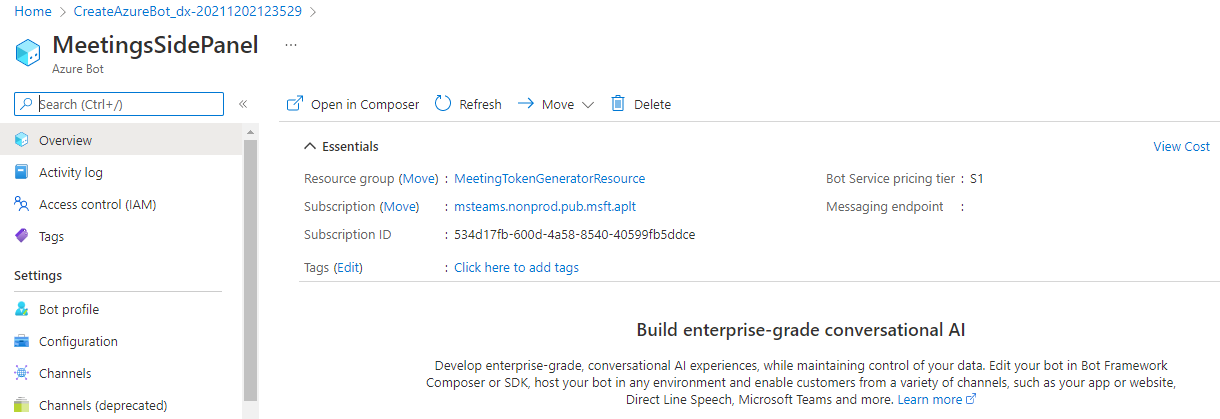 Home > CreateAzureBot_dx-20211202123529 >
MeetingsSidePanel ...
Azure Bot
Search (Ctrl+/) «
Overview
Activity log
Access control (IAM)
Tags
Settings
Bot profile
Configuration
Channels
Channels (deprecated)
Open in Composer Refresh Move Delete
Essentials View Cost
Resource group (Move) : MeetingTokenGeneratorResource Bot Service pricing tier : S1
Subscription (Move) : msteams.nonprod.pub.msft.aplt Messaging endpoint :
Subscription ID : 534d17fb-600d-4a58-8540-40599fb5ddce
Tags (Edit) : Click here to add tags
Build enterprise-grade conversational AI
Develop enterprise-grade, conversational AI experiences, while maintaining control of your data. Edit your bot in Bot Framework
Composer or SDK, host your bot in any environment and enable customers from a variety of channels, such as your app or website,
Direct Line Speech, Microsoft Teams and more. Learn more